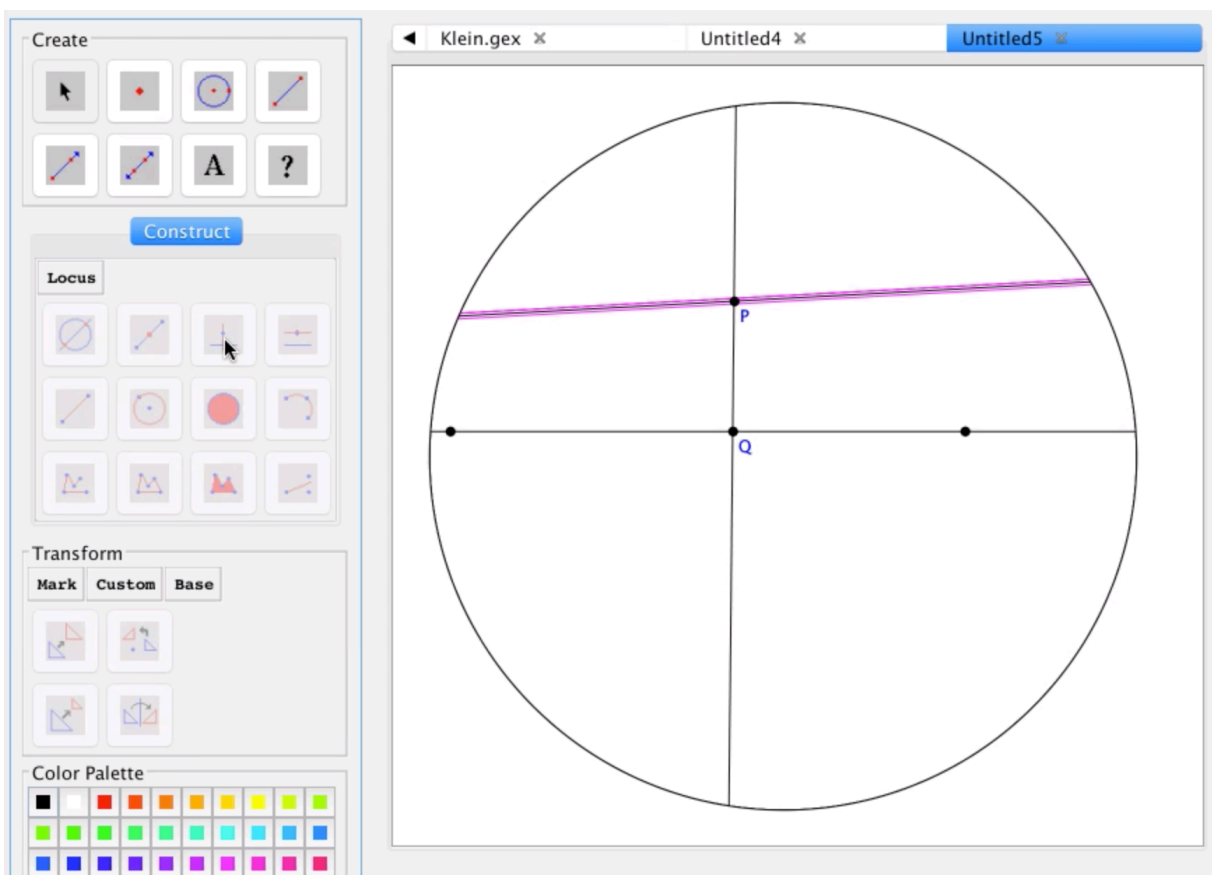 Create
A ?
Construct
Locus
Transform
Mark Custom Base
Color Palette
Klein.gex Untitled4 Untitled5
P
Q